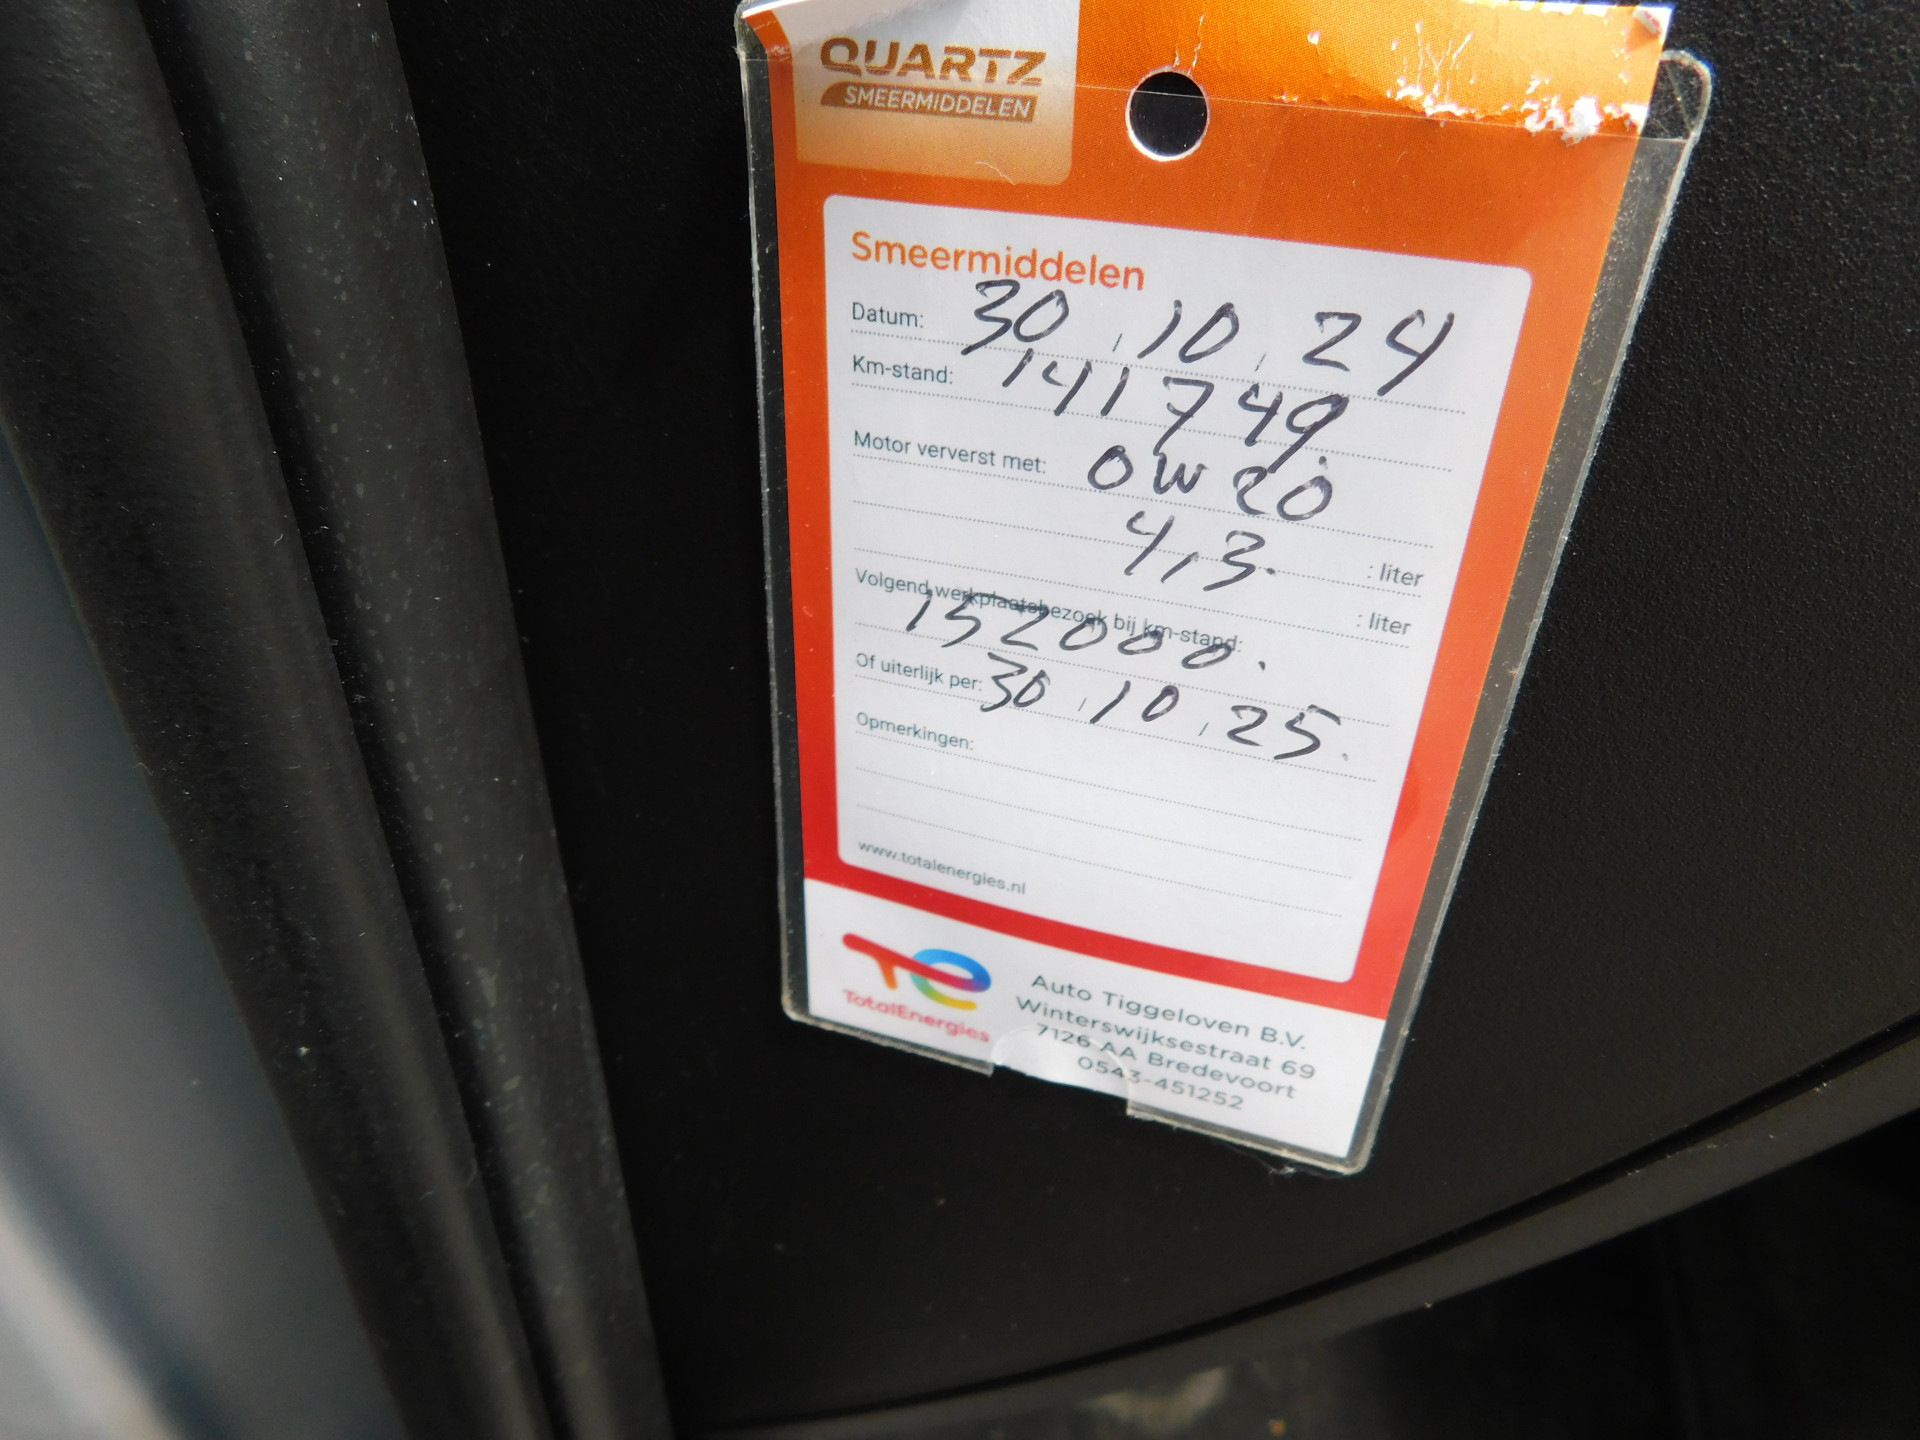 QUARTZ
SMEERMIDDELEN
Smeermiddelen
Datum: 30, 10, 24
Km-stand: 141749.
Motor ververst met: 0W20
4,3. : liter
: liter
Volgend werkplaatsbezoek bij km-stand:
152000.
Of uiterlijk per: 30, 10, 25.
Opmerkingen:
www.totalenergies.nl
TotalEnergies
Auto Tiggeloven B.V.
Winterswijksestraat 69
7126 AA Bredevoort
0543-451252